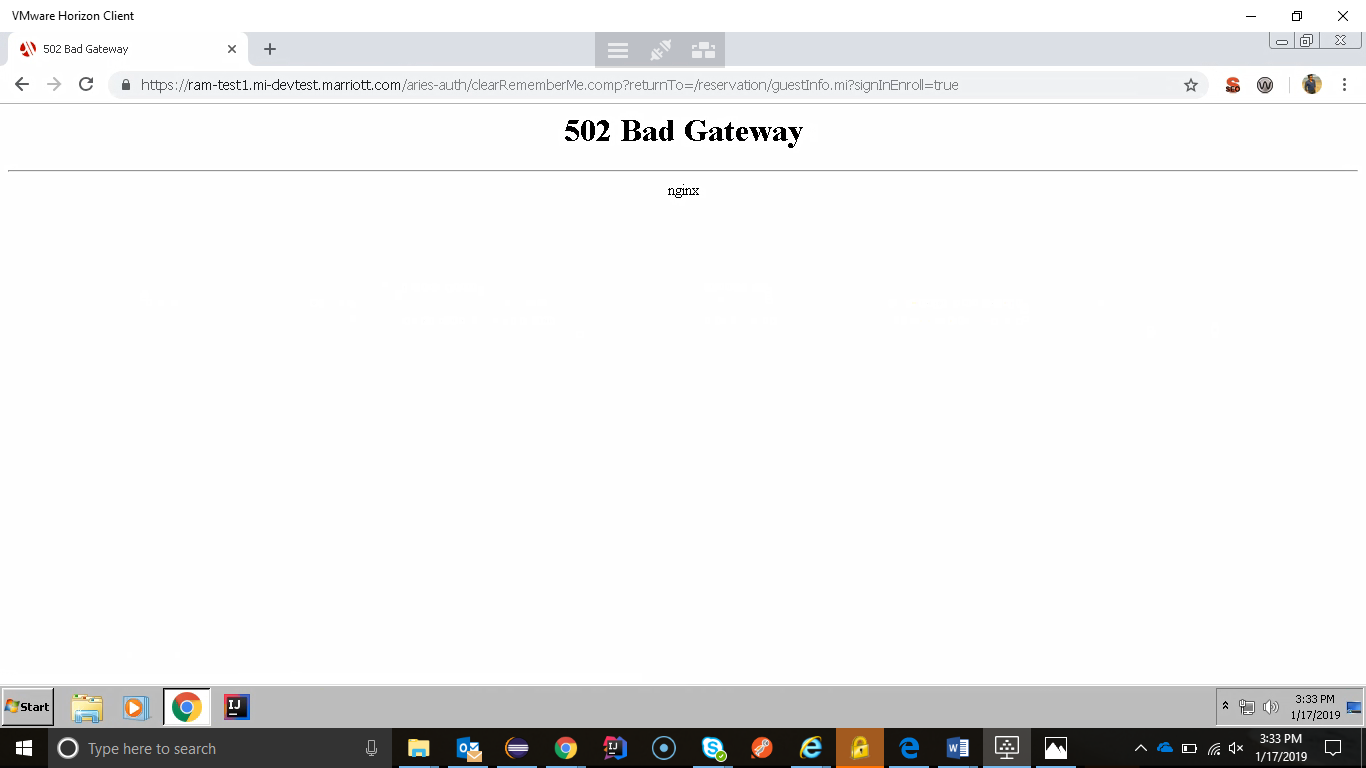 VMware Horizon Client
502 Bad Gateway
https://ram-test1.mi-devtest.marriott.com/aries-auth/clearRememberMe.comp?returnTo=/reservation/guestInfo.mi?signInEnroll=true
502 Bad Gateway
nginx
Start
3:33 PM
1/17/2019
Type here to search
3:33 PM
1/17/2019